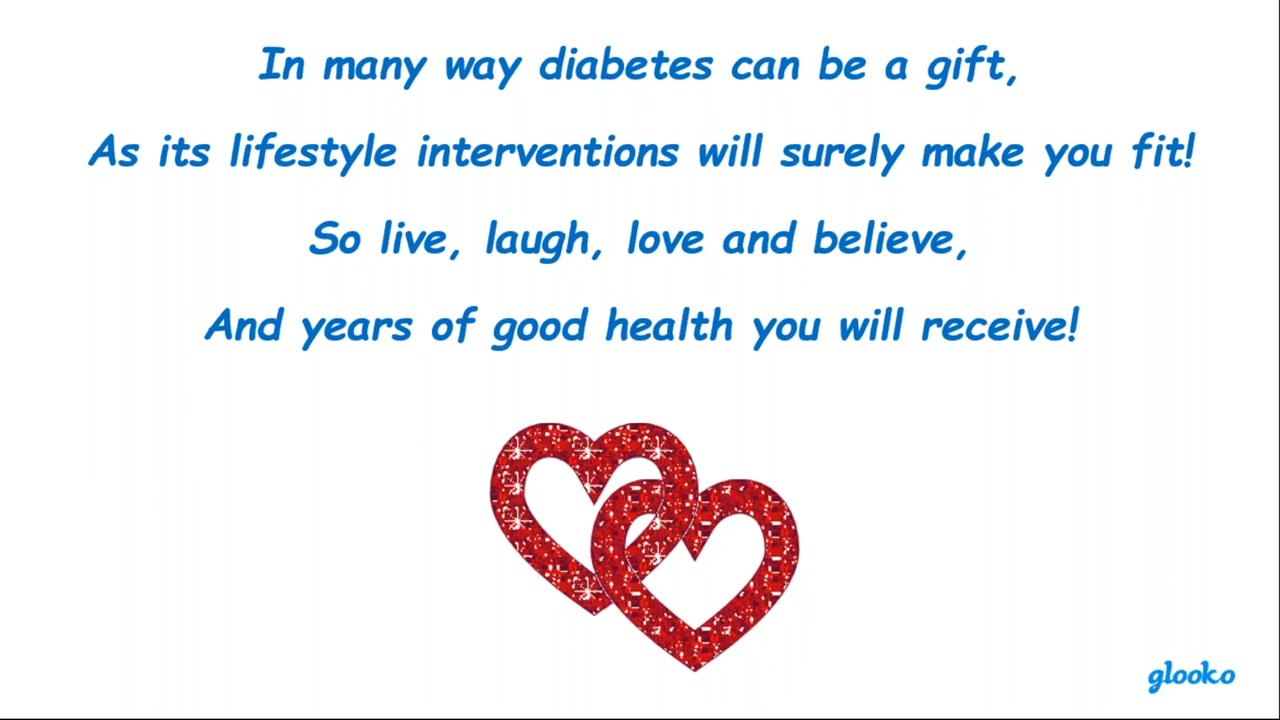 In many way diabetes can be a gift,
As its lifestyle interventions will surely make you fit!
So live, laugh, love and believe,
And years of good health you will receive!
glooko